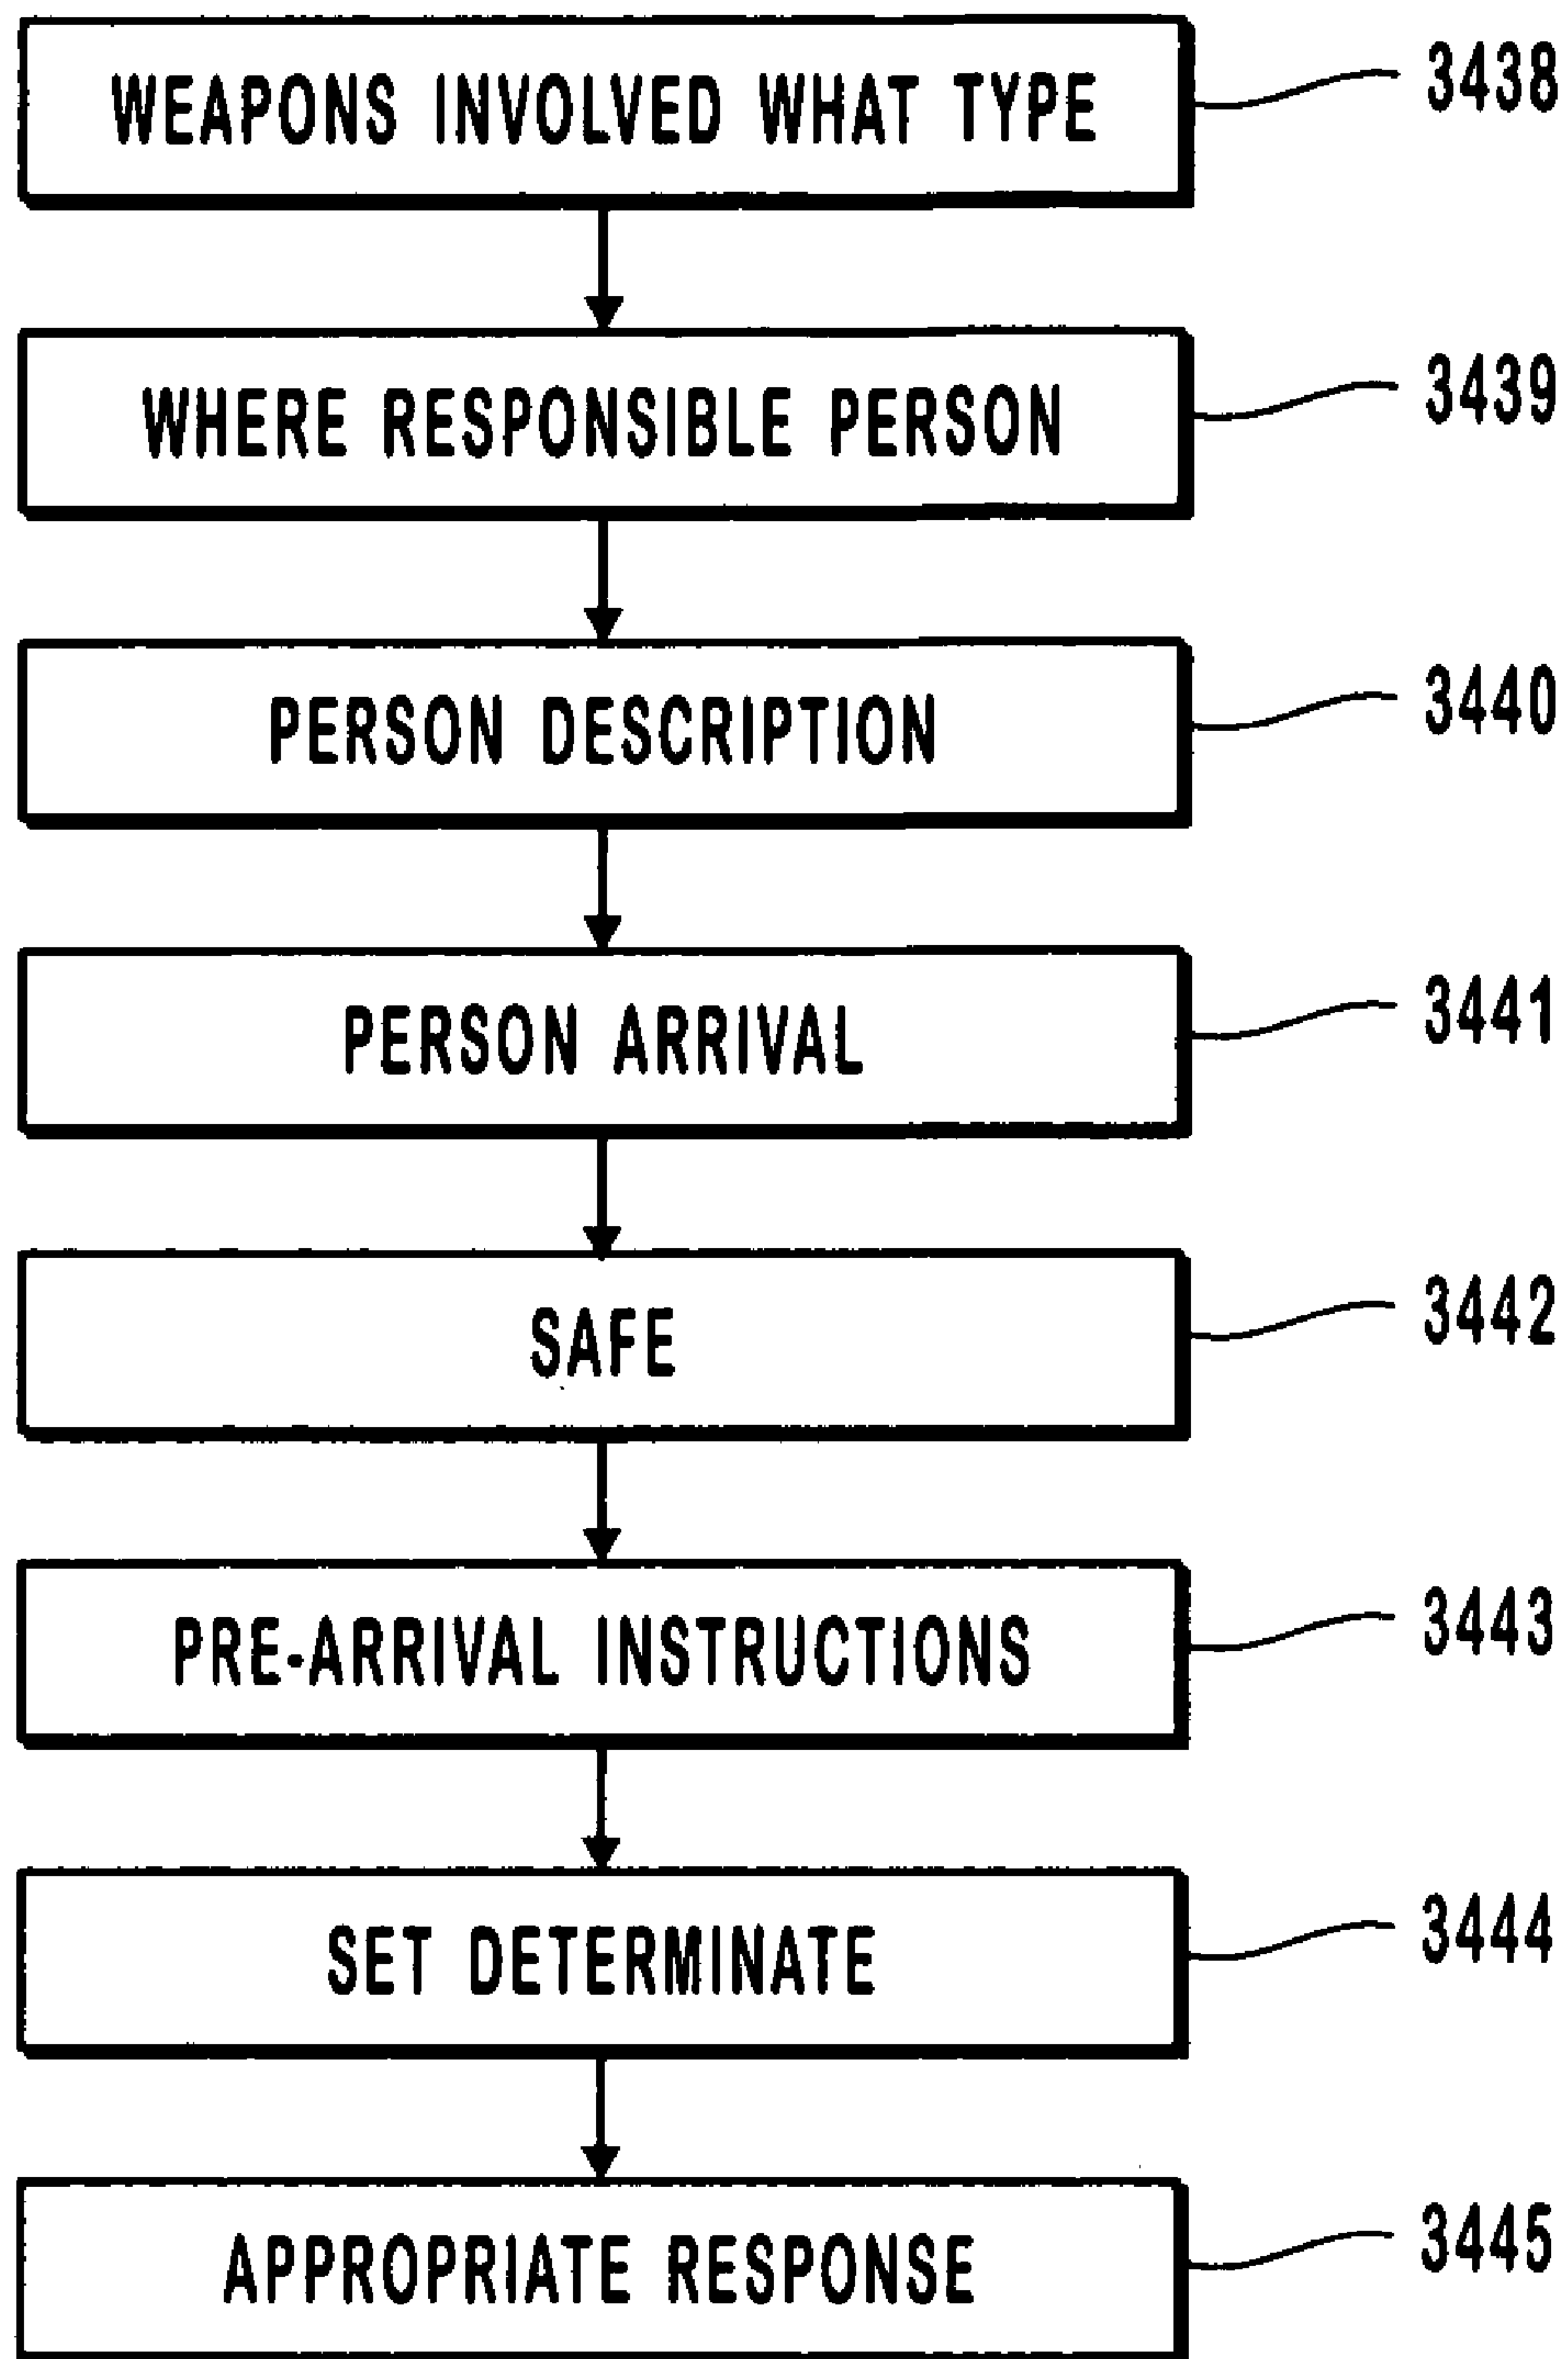 WEAPONS INVOLVED WHAT TYPE 3438
WHERE RESPONSIBLE PERSON 3439
PERSON DESCRIPTION 3440
PERSON ARRIVAL 3441
SAFE 3442
PRE-ARRIVAL INSTRUCTIONS 3443
SET DETERMINATE 3444
APPROPRIATE RESPONSE 3445